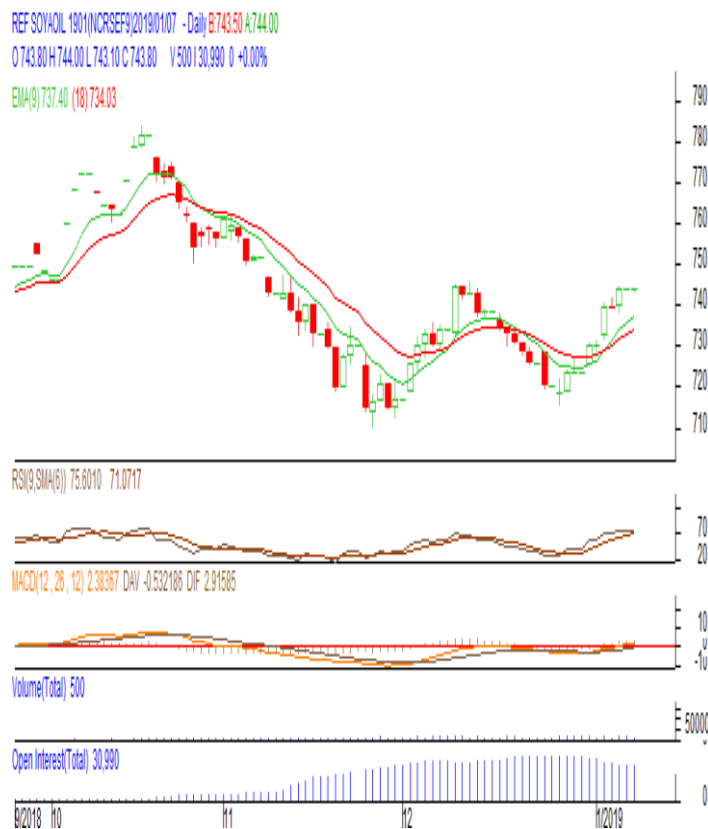 REF SOYAOIL 1901(NCRSEF9)2019/01/07 - Daily B:743.50 A:744.00
O 743.80 H 744.00 L 743.10 C 743.80 V 500 I 30,990 0 +0.00%
EMA(9) 737.40 (18) 734.03
790
780
770
760
750
740
730
720
710
RSI(9,SMA(6)) 75.6010 71.0717
70
20
MACD(12 , 26 , 12) 2.38367 DAV -0.532186 DIF 2.91585
10
-10
Volume(Total) 500
50000
Open Interest(Total) 30,990
0
9/2018 10 11 12 1/2019